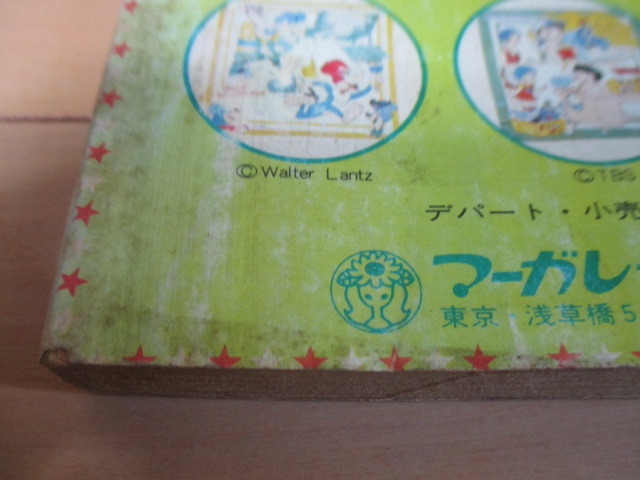 ©Walter Lantz
©TBS
デパート・小売
マーガレ
東京・浅草橋5